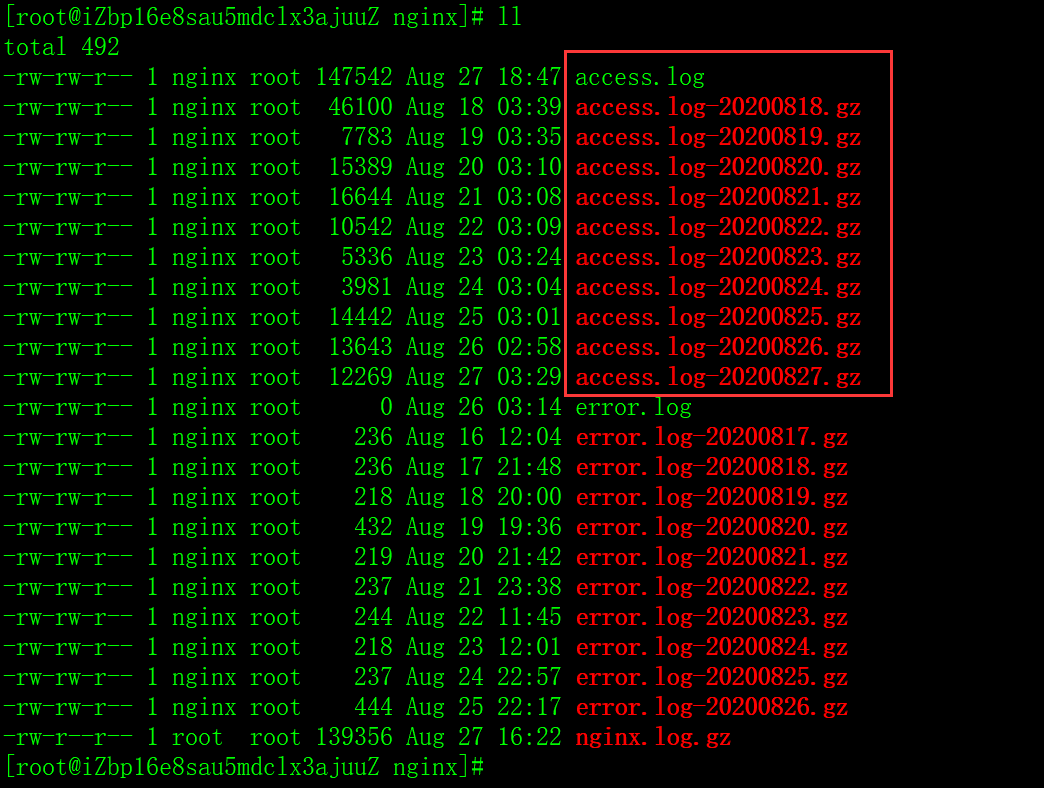 [root@iZbp16e8sau5mdclx3ajuuZ nginx]# ll
total 492
-rw-rw-r-- 1 nginx root 147542 Aug 27 18:47 access.log
-rw-rw-r-- 1 nginx root  46100 Aug 18 03:39 access.log-20200818.gz
-rw-rw-r-- 1 nginx root   7783 Aug 19 03:35 access.log-20200819.gz
-rw-rw-r-- 1 nginx root  15389 Aug 20 03:10 access.log-20200820.gz
-rw-rw-r-- 1 nginx root  16644 Aug 21 03:08 access.log-20200821.gz
-rw-rw-r-- 1 nginx root  10542 Aug 22 03:09 access.log-20200822.gz
-rw-rw-r-- 1 nginx root   5336 Aug 23 03:24 access.log-20200823.gz
-rw-rw-r-- 1 nginx root   3981 Aug 24 03:04 access.log-20200824.gz
-rw-rw-r-- 1 nginx root  14442 Aug 25 03:01 access.log-20200825.gz
-rw-rw-r-- 1 nginx root  13643 Aug 26 02:58 access.log-20200826.gz
-rw-rw-r-- 1 nginx root  12269 Aug 27 03:29 access.log-20200827.gz
-rw-rw-r-- 1 nginx root      0 Aug 26 03:14 error.log
-rw-rw-r-- 1 nginx root    236 Aug 16 12:04 error.log-20200817.gz
-rw-rw-r-- 1 nginx root    236 Aug 17 21:48 error.log-20200818.gz
-rw-rw-r-- 1 nginx root    218 Aug 18 20:00 error.log-20200819.gz
-rw-rw-r-- 1 nginx root    432 Aug 19 19:36 error.log-20200820.gz
-rw-rw-r-- 1 nginx root    219 Aug 20 21:42 error.log-20200821.gz
-rw-rw-r-- 1 nginx root    237 Aug 21 23:38 error.log-20200822.gz
-rw-rw-r-- 1 nginx root    244 Aug 22 11:45 error.log-20200823.gz
-rw-rw-r-- 1 nginx root    218 Aug 23 12:01 error.log-20200824.gz
-rw-rw-r-- 1 nginx root    237 Aug 24 22:57 error.log-20200825.gz
-rw-rw-r-- 1 nginx root    444 Aug 25 22:17 error.log-20200826.gz
-rw-r--r-- 1 root  root 139356 Aug 27 16:22 nginx.log.gz
[root@iZbp16e8sau5mdclx3ajuuZ nginx]#